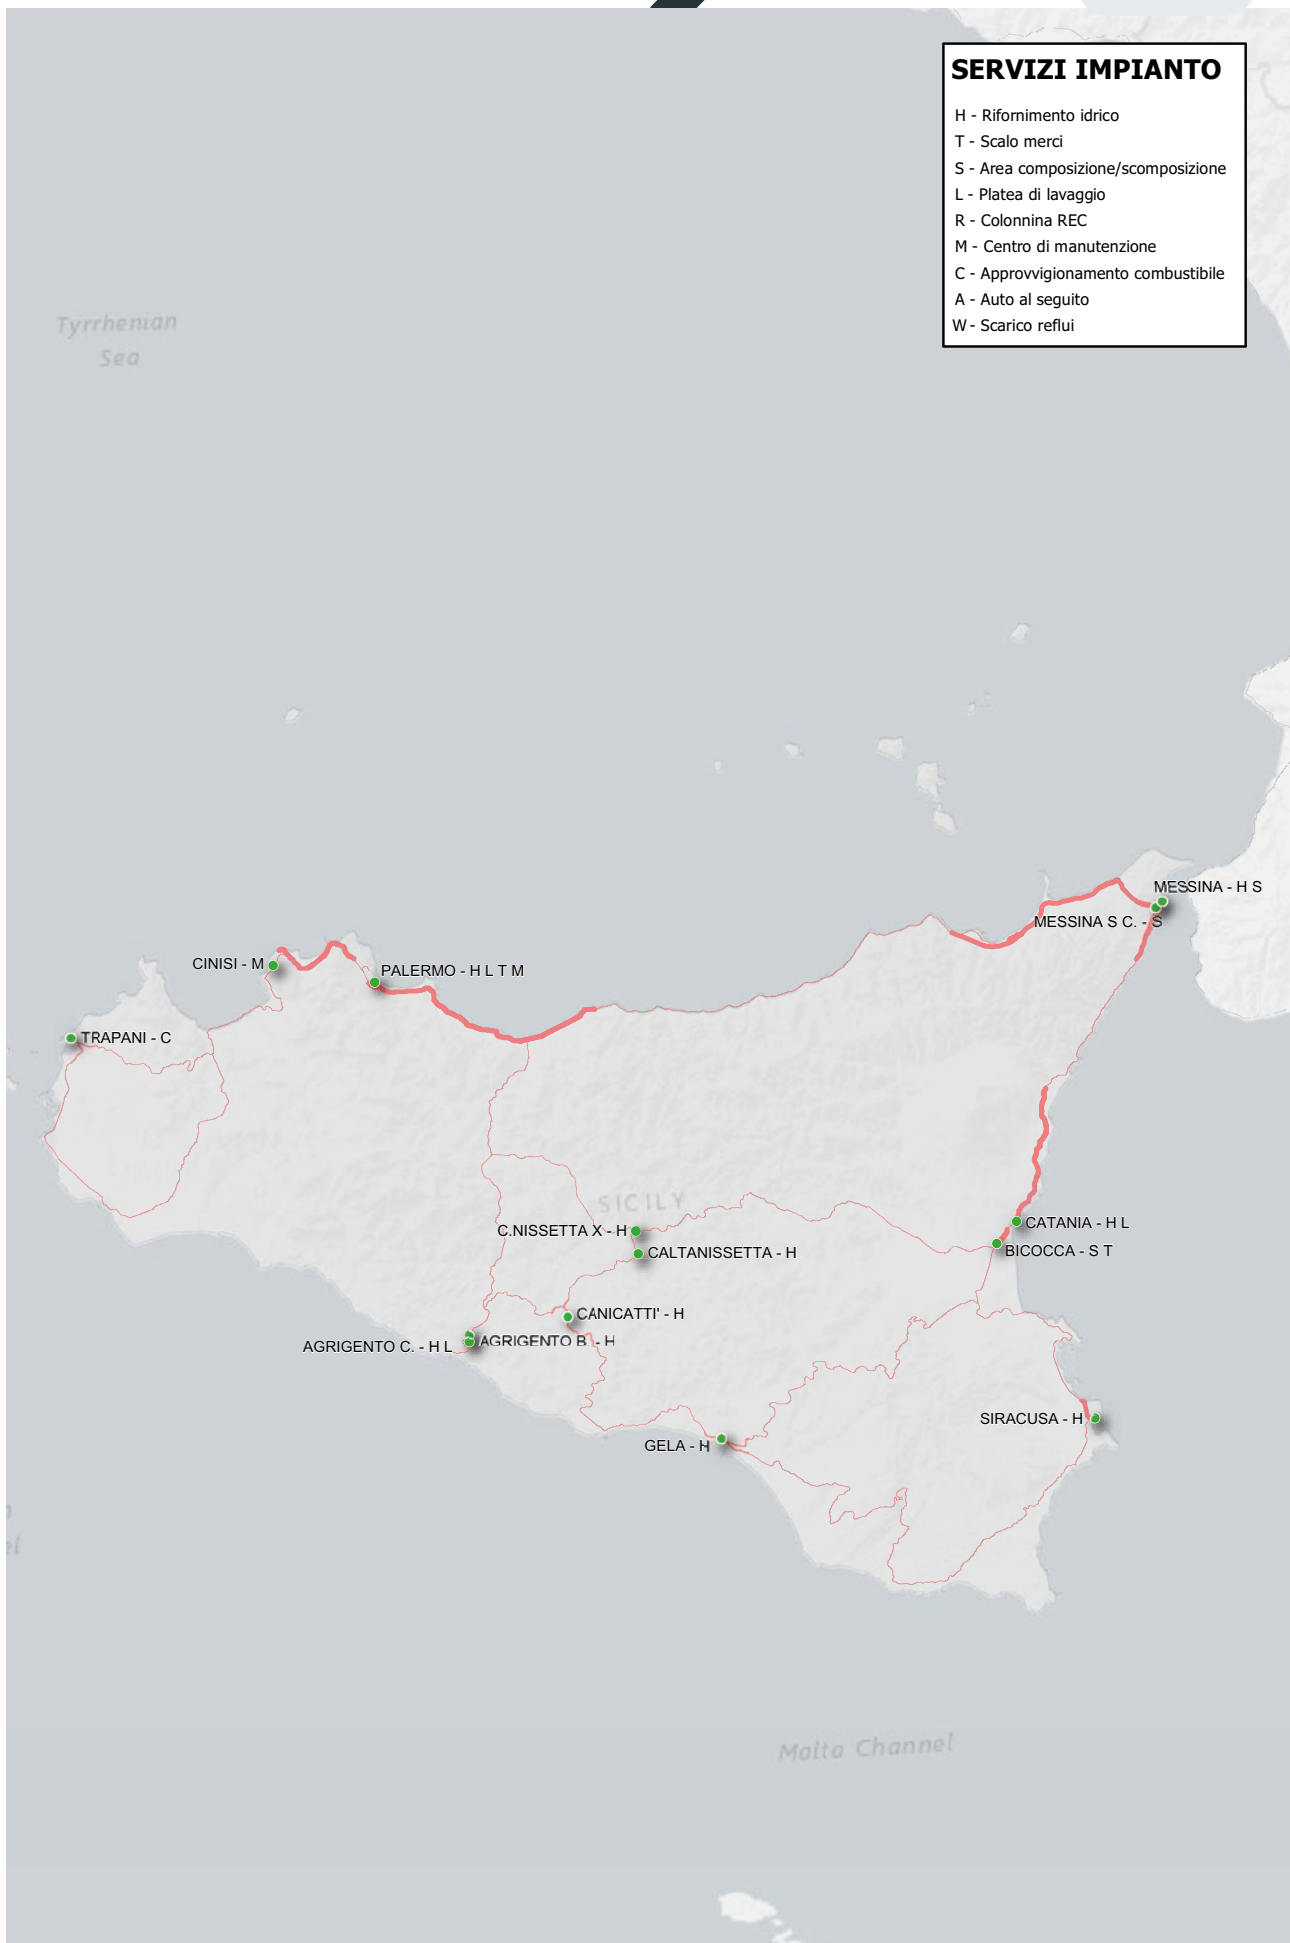 SERVIZI IMPIANTO
H - Rifornimento idrico
T - Scalo merci
S - Area composizione/scomposizione
L - Platea di lavaggio
R - Colonnina REC
M - Centro di manutenzione
C - Approvvigionamento combustibile
A - Auto al seguito
W - Scarico reflui
Tyrrhenian
Sea
MESSINA - H S
MESSINA S C. - S
CINISI - M
PALERMO - H L T M
TRAPANI - C
SICILY
C.NISSETTA X - H
CATANIA - H L
CALTANISSETTA - H
BICOCCA - S T
CANICATTI' - H
AGRIGENTO C. - H L
AGRIGENTO B. - H
SIRACUSA - H
GELA - H
el
Malta Channel